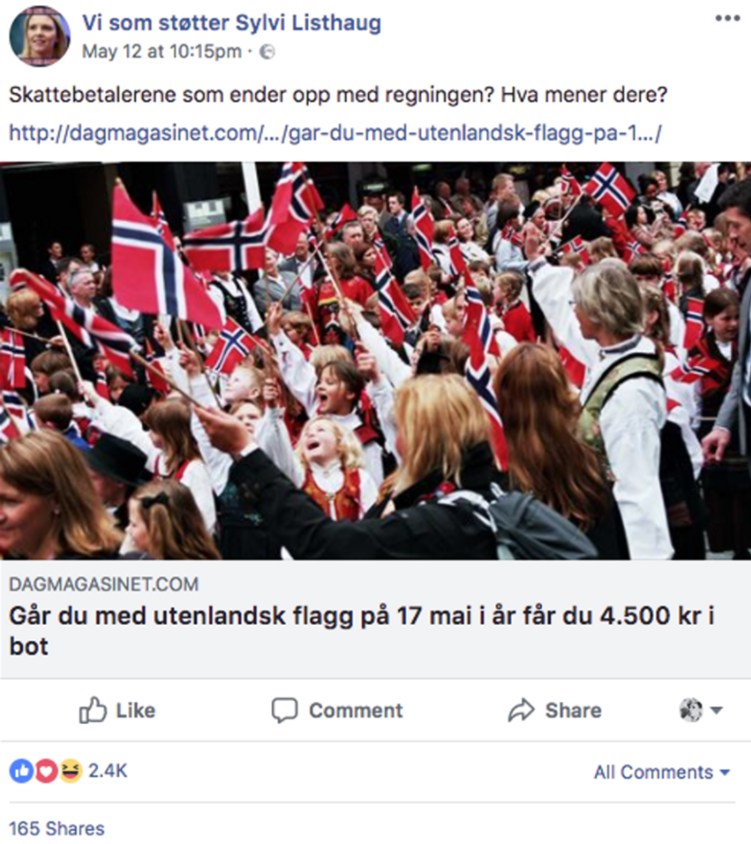 Vi som støtter Sylvi Listhaug
May 12 at 10:15pm ·
Skattebetalerene som ender opp med regningen? Hva mener dere?
http://dagmagasinet.com/.../gar-du-med-utenlandsk-flagg-pa-1.../
DAGMAGASINET.COM
Går du med utenlandsk flagg på 17 mai i år får du 4.500 kr i
bot
Like Comment Share
2.4K All Comments
165 Shares